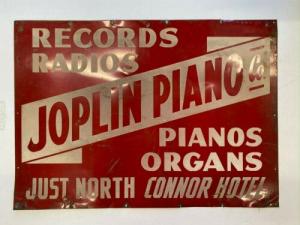 RECORDS
RADIOS
JOPLIN PIANO Co
PIANOS
ORGANS
JUST NORTH CONNOR HOTEL